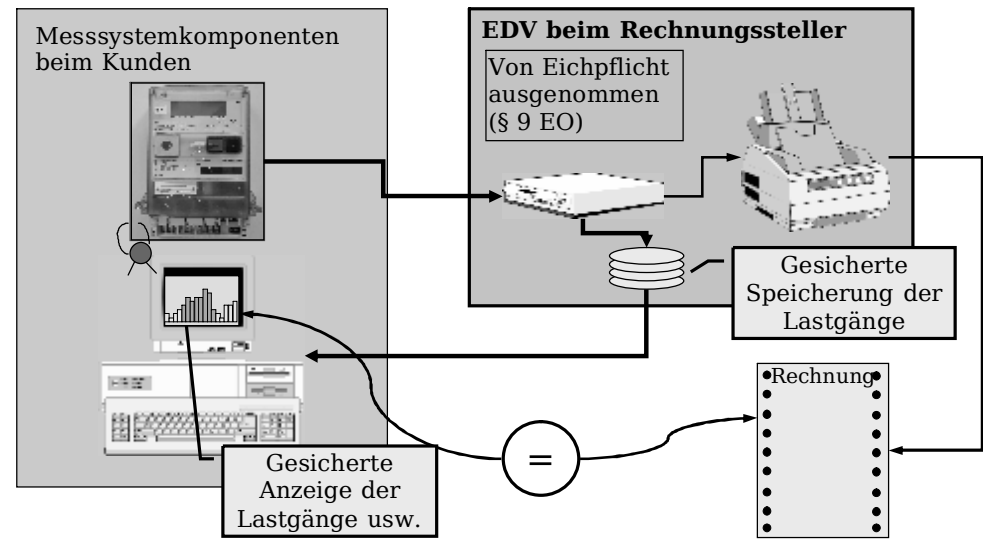 Messsystemkomponenten
beim Kunden
EDV beim Rechnungssteller
Von Eichpflicht
ausgenommen
(§ 9 EO)
Gesicherte
Speicherung der
Lastgänge
Rechnung
=
Gesicherte
Anzeige der
Lastgänge usw.